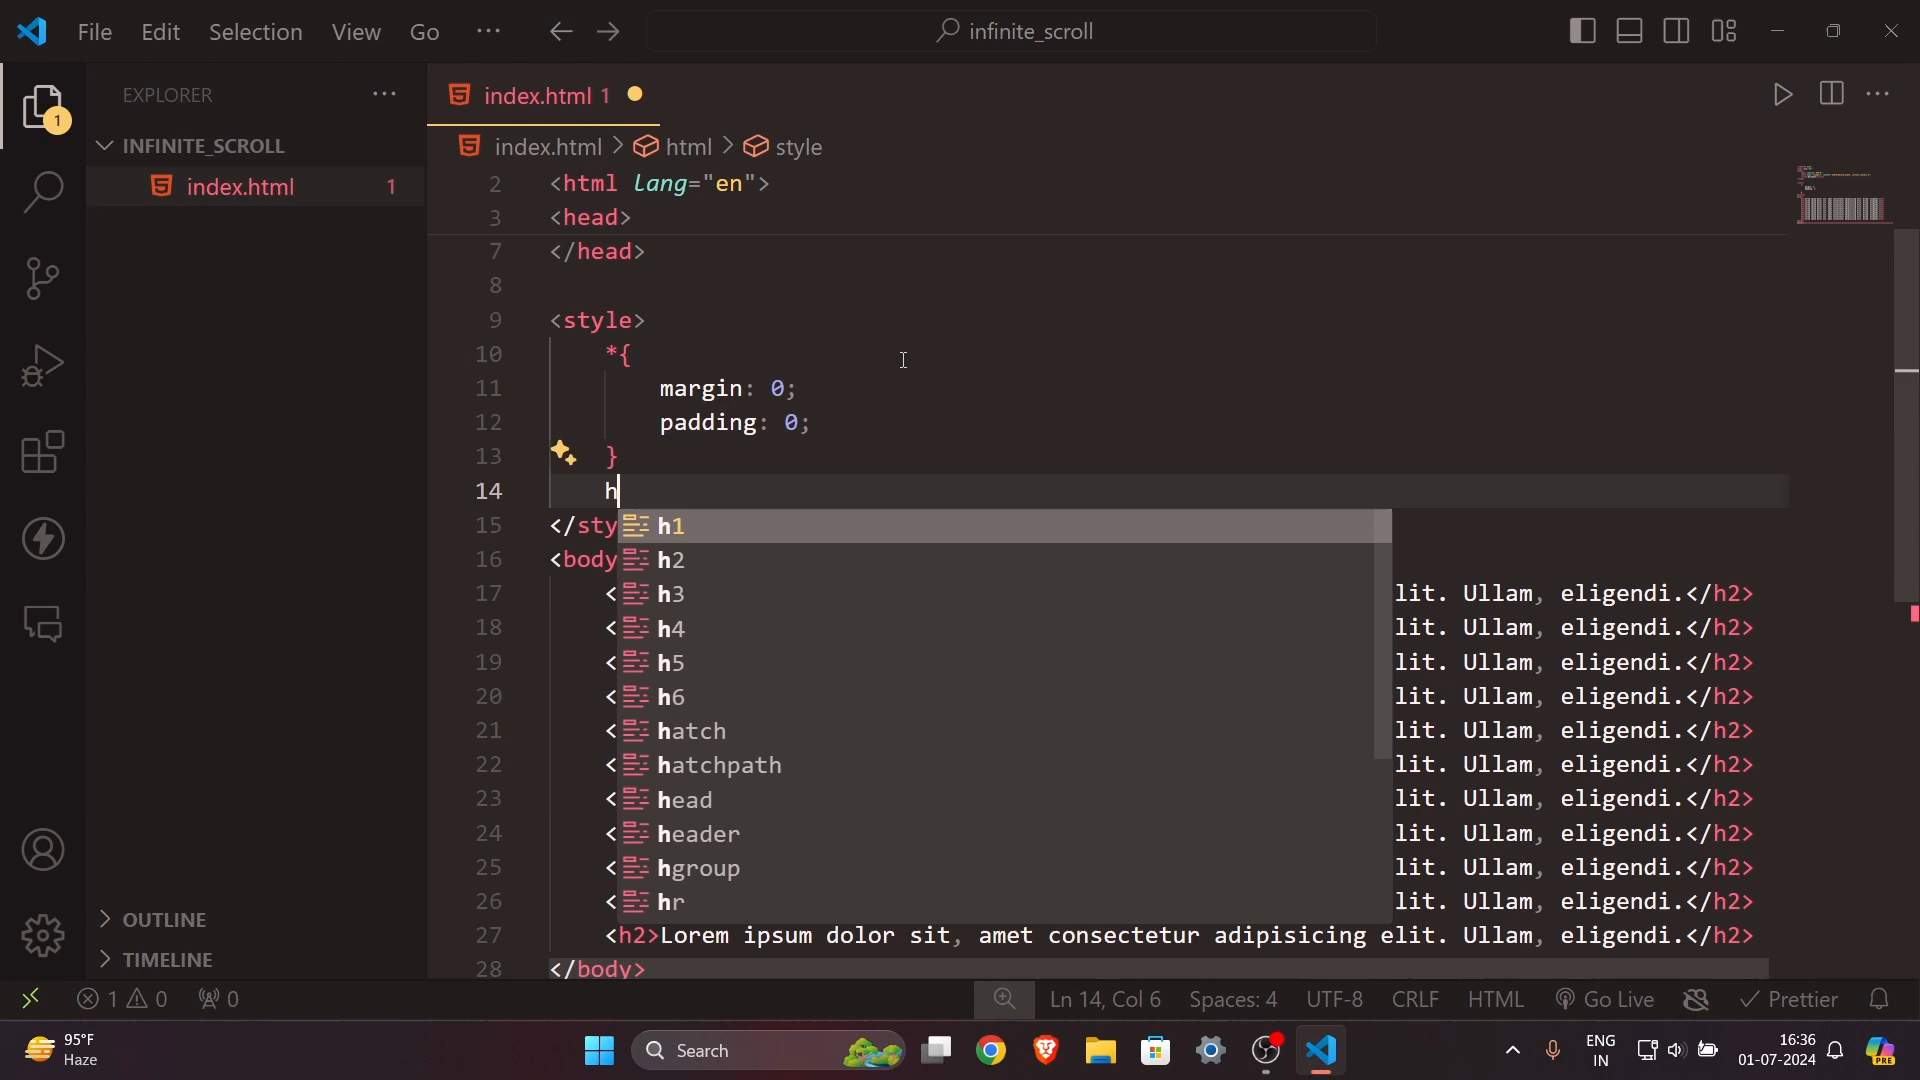 File Edit Selection View Go ··· infinite_scroll
EXPLORER ···
1
INFINITE_SCROLL
index.html 1
index.html 1
index.html > html > style
2 <html lang="en">
3 <head>
7 </head>
8
9 <style>
10 *{
11 margin: 0;
12 padding: 0;
13 }
14 h
15 </sty h1
16 <body h2
17 < h3 lit. Ullam, eligendi.</h2>
18 < h4 lit. Ullam, eligendi.</h2>
19 < h5 lit. Ullam, eligendi.</h2>
20 < h6 lit. Ullam, eligendi.</h2>
21 < hatch lit. Ullam, eligendi.</h2>
22 < hatchpath lit. Ullam, eligendi.</h2>
23 < head lit. Ullam, eligendi.</h2>
24 < header lit. Ullam, eligendi.</h2>
25 < hgroup lit. Ullam, eligendi.</h2>
26 < hr lit. Ullam, eligendi.</h2>
27 <h2>Lorem ipsum dolor sit, amet consectetur adipisicing elit. Ullam, eligendi.</h2>
28 </body>
OUTLINE
TIMELINE
1 0 0 Ln 14, Col 6 Spaces: 4 UTF-8 CRLF HTML Go Live Prettier
95°F
Haze
Search
ENG
IN
16:36
01-07-2024
PRE